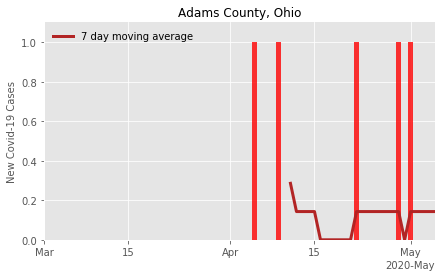 Adams County, Ohio
7 day moving average
New Covid-19 Cases
1.0
0.8
0.6
0.4
0.2
0.0
Mar
15
Apr
15
May
2020-May